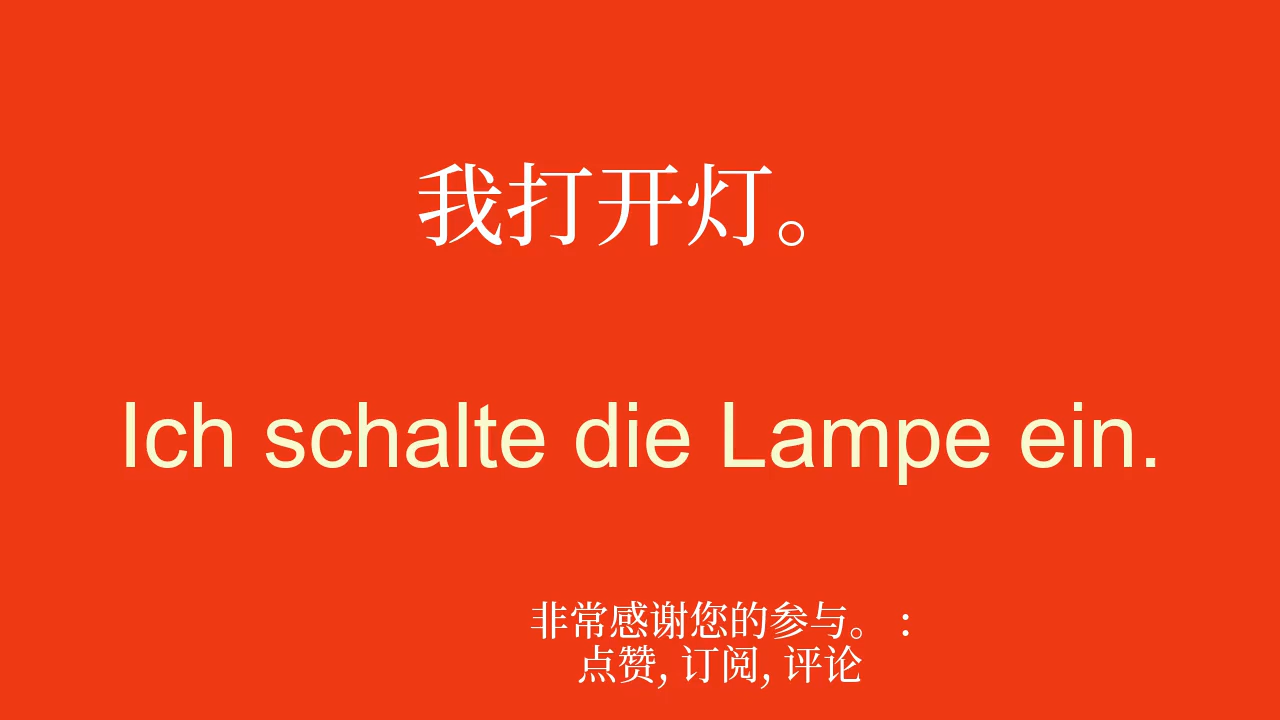 我打开灯。
Ich schalte die Lampe ein.
非常感谢您的参与。 :
点赞, 订阅, 评论